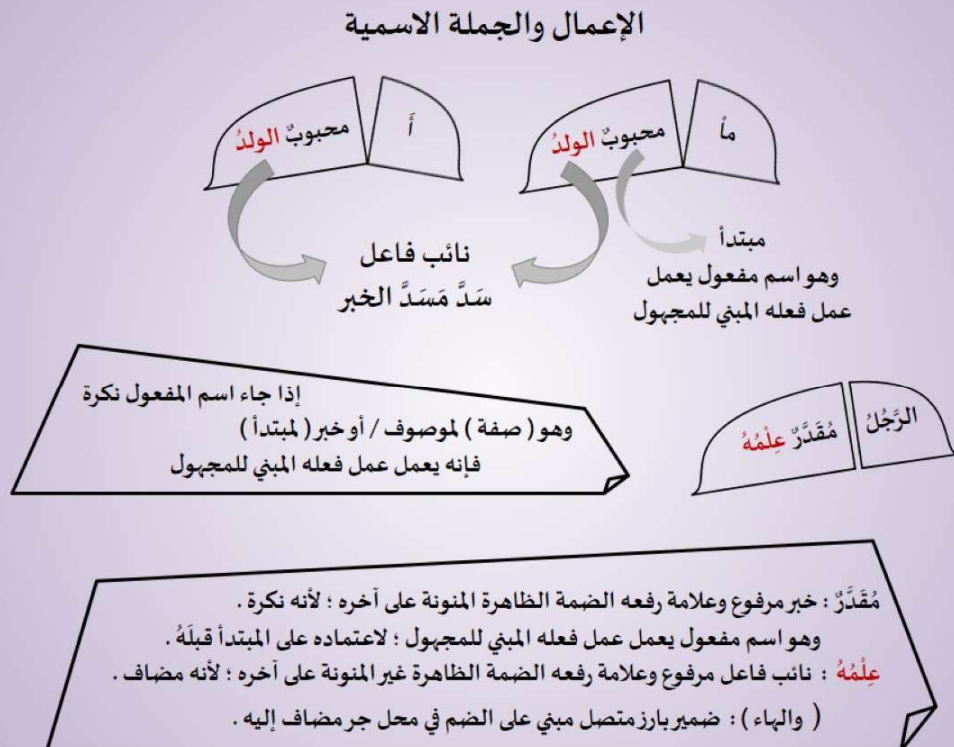 الإعمال والجملة الاسمية
ماْ
محبوبٌ الولدُ
أَ
محبوبٌ الولدُ
مبتدأ
وهو اسم مفعول يعمل
عمل فعله المبني للمجهول
نائب فاعل
سَدَّ مَسَدَّ الخبر
الرَّجُلُ
مُقَدَّرٌ عِلْمُهُ
إذا جاء اسم المفعول نكرة
وهو ( صفة ) لموصوف / أو خبر ( لمبتدأ )
فإنه يعمل عمل فعله المبني للمجهول
مُقَدَّرٌ : خبر مرفوع وعلامة رفعه الضمة الظاهرة المنونة على آخره ؛ لأنه نكرة .
وهو اسم مفعول يعمل عمل فعله المبني للمجهول ؛ لاعتماده على المبتدأ قبلَهُ .
عِلْمُهُ : نائب فاعل مرفوع وعلامة رفعه الضمة الظاهرة غير المنونة على آخره ؛ لأنه مضاف .
( والهاء ) : ضمير بارز متصل مبني على الضم في محل جر مضاف إليه .